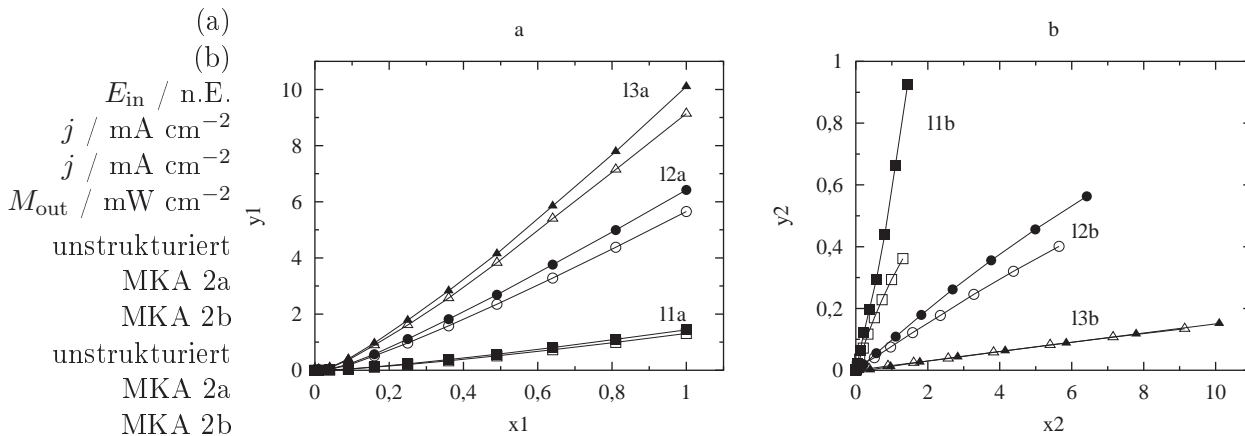 (a)
(b)
E_in / n.E.
j / mA cm⁻²
j / mA cm⁻²
M_out / mW cm⁻²
unstrukturiert
MKA 2a
MKA 2b
unstrukturiert
MKA 2a
MKA 2b
a
y1
10
8
6
4
2
0
l3a
l2a
l1a
0 0,2 0,4 0,6 0,8 1
x1
b
y2
1
0,8
0,6
0,4
0,2
0
l1b
l2b
l3b
0 2 4 6 8 10
x2